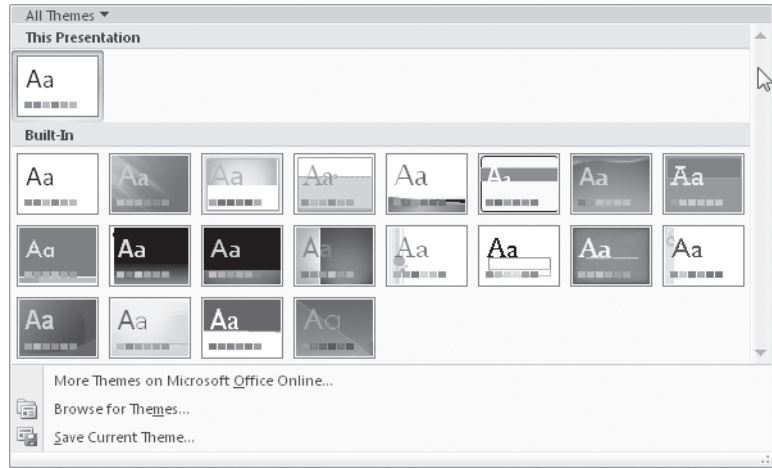 All Themes
This Presentation
Aa
Built-In
Aa Aa Aa Aa Aa Aa Aa Aa
Aa Aa Aa Aa Aa Aa Aa Aa
Aa Aa Aa Aa
More Themes on Microsoft Office Online...
Browse for Themes...
Save Current Theme...